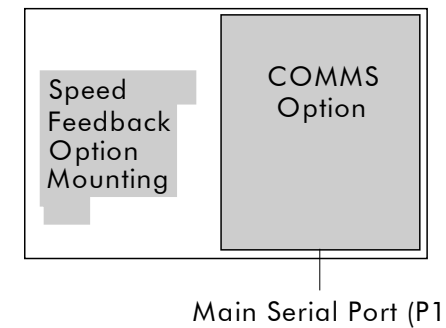 Speed
Feedback
Option
Mounting
COMMS
Option
Main Serial Port (P1